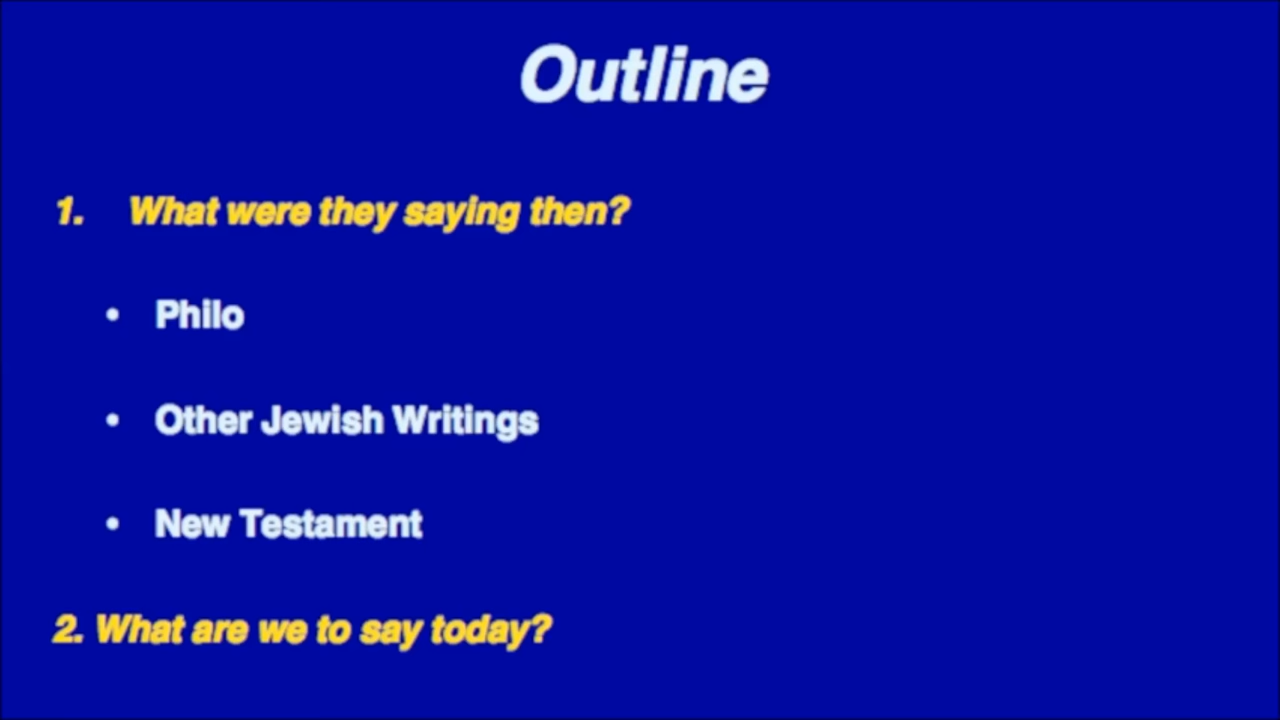 Outline
1. What were they saying then?
• Philo
• Other Jewish Writings
• New Testament
2. What are we to say today?